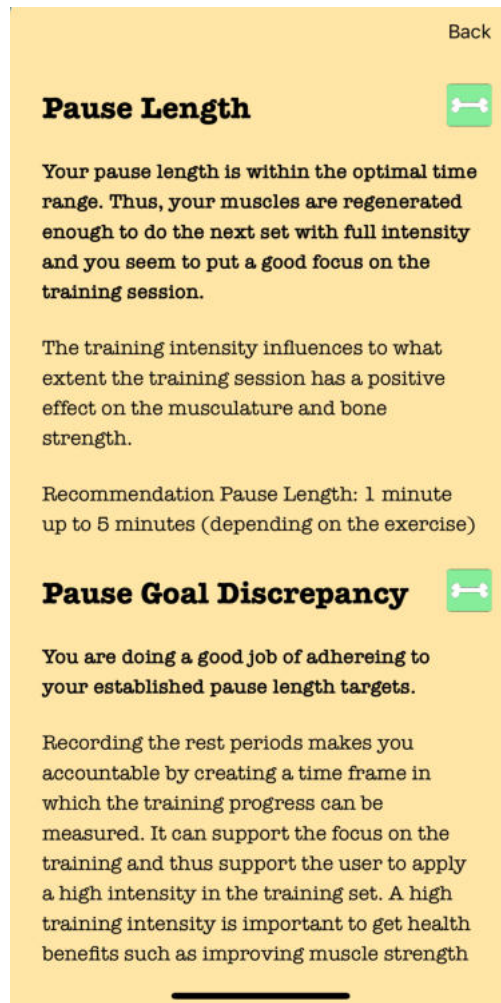 Back
Pause Length
Your pause length is within the optimal time
range. Thus, your muscles are regenerated
enough to do the next set with full intensity
and you seem to put a good focus on the
training session.
The training intensity influences to what
extent the training session has a positive
effect on the musculature and bone
strength.
Recommendation Pause Length: 1 minute
up to 5 minutes (depending on the exercise)
Pause Goal Discrepancy
You are doing a good job of adhereing to
your established pause length targets.
Recording the rest periods makes you
accountable by creating a time frame in
which the training progress can be
measured. It can support the focus on the
training and thus support the user to apply
a high intensity in the training set. A high
training intensity is important to get health
benefits such as improving muscle strength